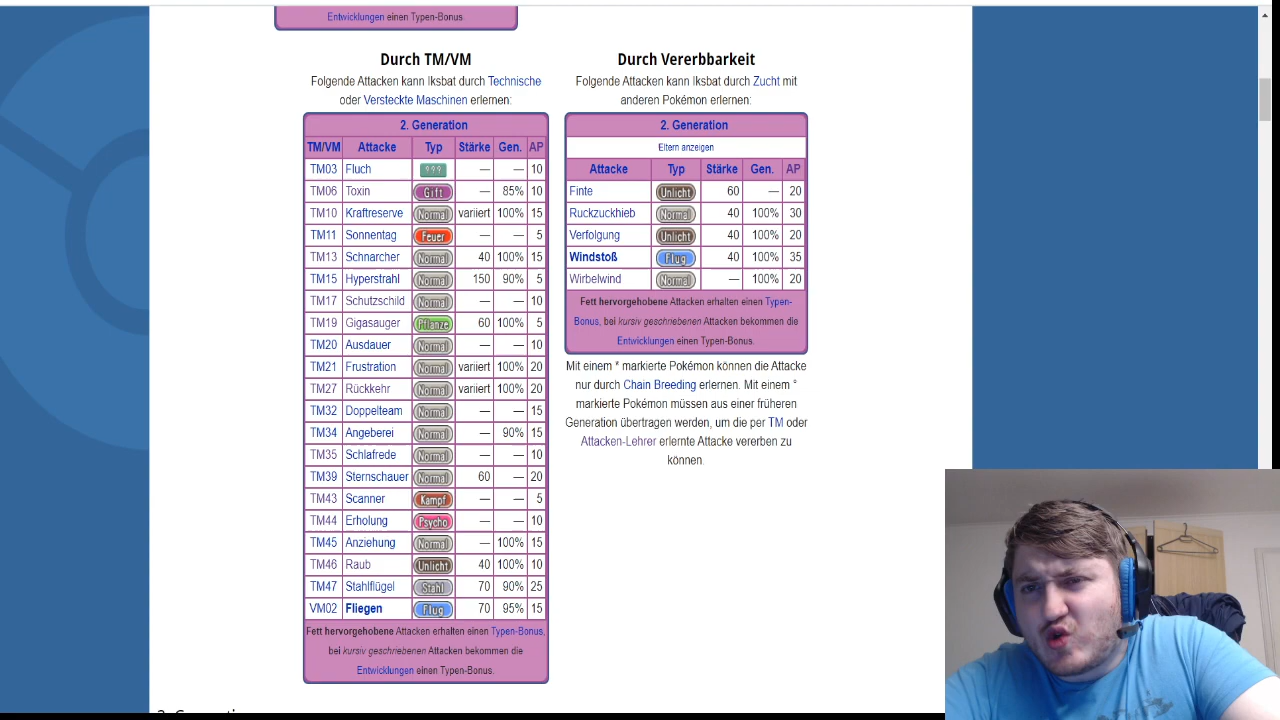 Entwicklungen einen Typen-Bonus.
Durch TM/VM
Folgende Attacken kann Iksbat durch Technische
oder Versteckte Maschinen erlernen:
2. Generation
TM/VM Attacke Typ Stärke Gen. AP
TM03 Fluch ??? — — 10
TM06 Toxin Gift — 85% 10
TM10 Kraftreserve Normal variiert 100% 15
TM11 Sonnentag Feuer — — 5
TM13 Schnarcher Normal 40 100% 15
TM15 Hyperstrahl Normal 150 90% 5
TM17 Schutzschild Normal — — 10
TM19 Gigasauger Pflanze 60 100% 5
TM20 Ausdauer Normal — — 10
TM21 Frustration Normal variiert 100% 20
TM27 Rückkehr Normal variiert 100% 20
TM32 Doppelteam Normal — — 15
TM34 Angeberei Normal — 90% 15
TM35 Schlafrede Normal — — 10
TM39 Sternschauer Normal 60 — 20
TM43 Scanner Kampf — — 5
TM44 Erholung Psycho — — 10
TM45 Anziehung Normal — 100% 15
TM46 Raub Unlicht 40 100% 10
TM47 Stahlflügel Stahl 70 90% 25
VM02 Fliegen Flug 70 95% 15
Fett hervorgehobene Attacken erhalten einen Typen-Bonus,
bei kursiv geschriebenen Attacken bekommen die
Entwicklungen einen Typen-Bonus.
Durch Vererbbarkeit
Folgende Attacken kann Iksbat durch Zucht mit
anderen Pokémon erlernen:
2. Generation
Eltern anzeigen
Attacke Typ Stärke Gen. AP
Finte Unlicht 60 — 20
Ruckzuckhieb Normal 40 100% 30
Verfolgung Unlicht 40 100% 20
Windstoß Flug 40 100% 35
Wirbelwind Normal — 100% 20
Fett hervorgehobene Attacken erhalten einen Typen-
Bonus, bei kursiv geschriebenen Attacken bekommen die
Entwicklungen einen Typen-Bonus.
Mit einem * markierte Pokémon können die Attacke
nur durch Chain Breeding erlernen. Mit einem °
markierte Pokémon müssen aus einer früheren
Generation übertragen werden, um die per TM oder
Attacken-Lehrer erlernte Attacke vererben zu
können.